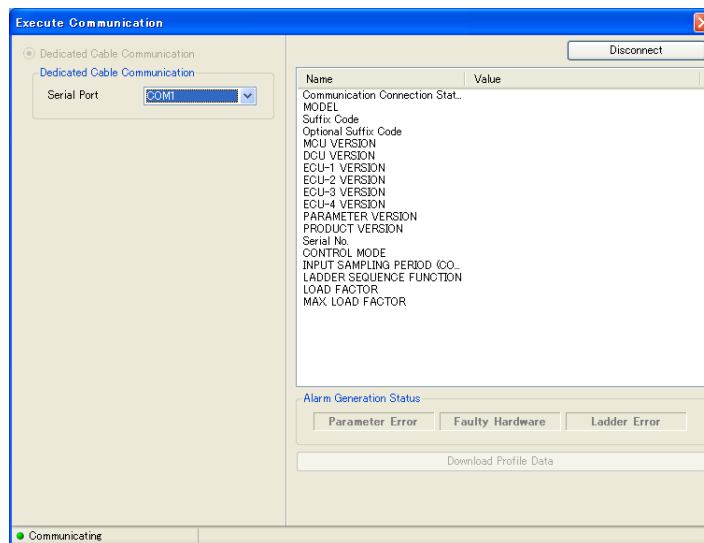 Execute Communication
Dedicated Cable Communication
Disconnect
Dedicated Cable Communication
Serial Port
COM1
Name Value
Communication Connection Stat...
MODEL
Suffix Code
Optional Suffix Code
MCU VERSION
DCU VERSION
ECU-1 VERSION
ECU-2 VERSION
ECU-3 VERSION
ECU-4 VERSION
PARAMETER VERSION
PRODUCT VERSION
Serial No.
CONTROL MODE
INPUT SAMPLING PERIOD (CO...
LADDER SEQUENCE FUNCTION
LOAD FACTOR
MAX. LOAD FACTOR
Alarm Generation Status
Parameter Error Faulty Hardware Ladder Error
Download Profile Data
Communicating